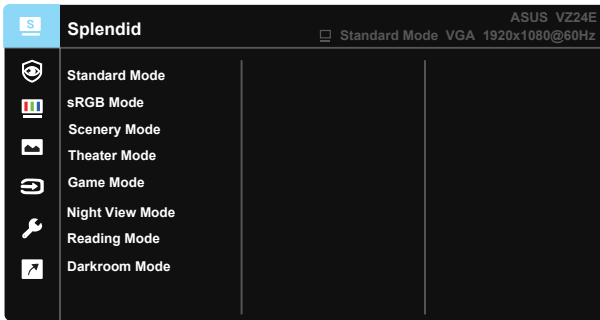 S
Splendid
ASUS VZ24E
Standard Mode VGA 1920x1080@60Hz
Standard Mode
sRGB Mode
Scenery Mode
Theater Mode
Game Mode
Night View Mode
Reading Mode
Darkroom Mode